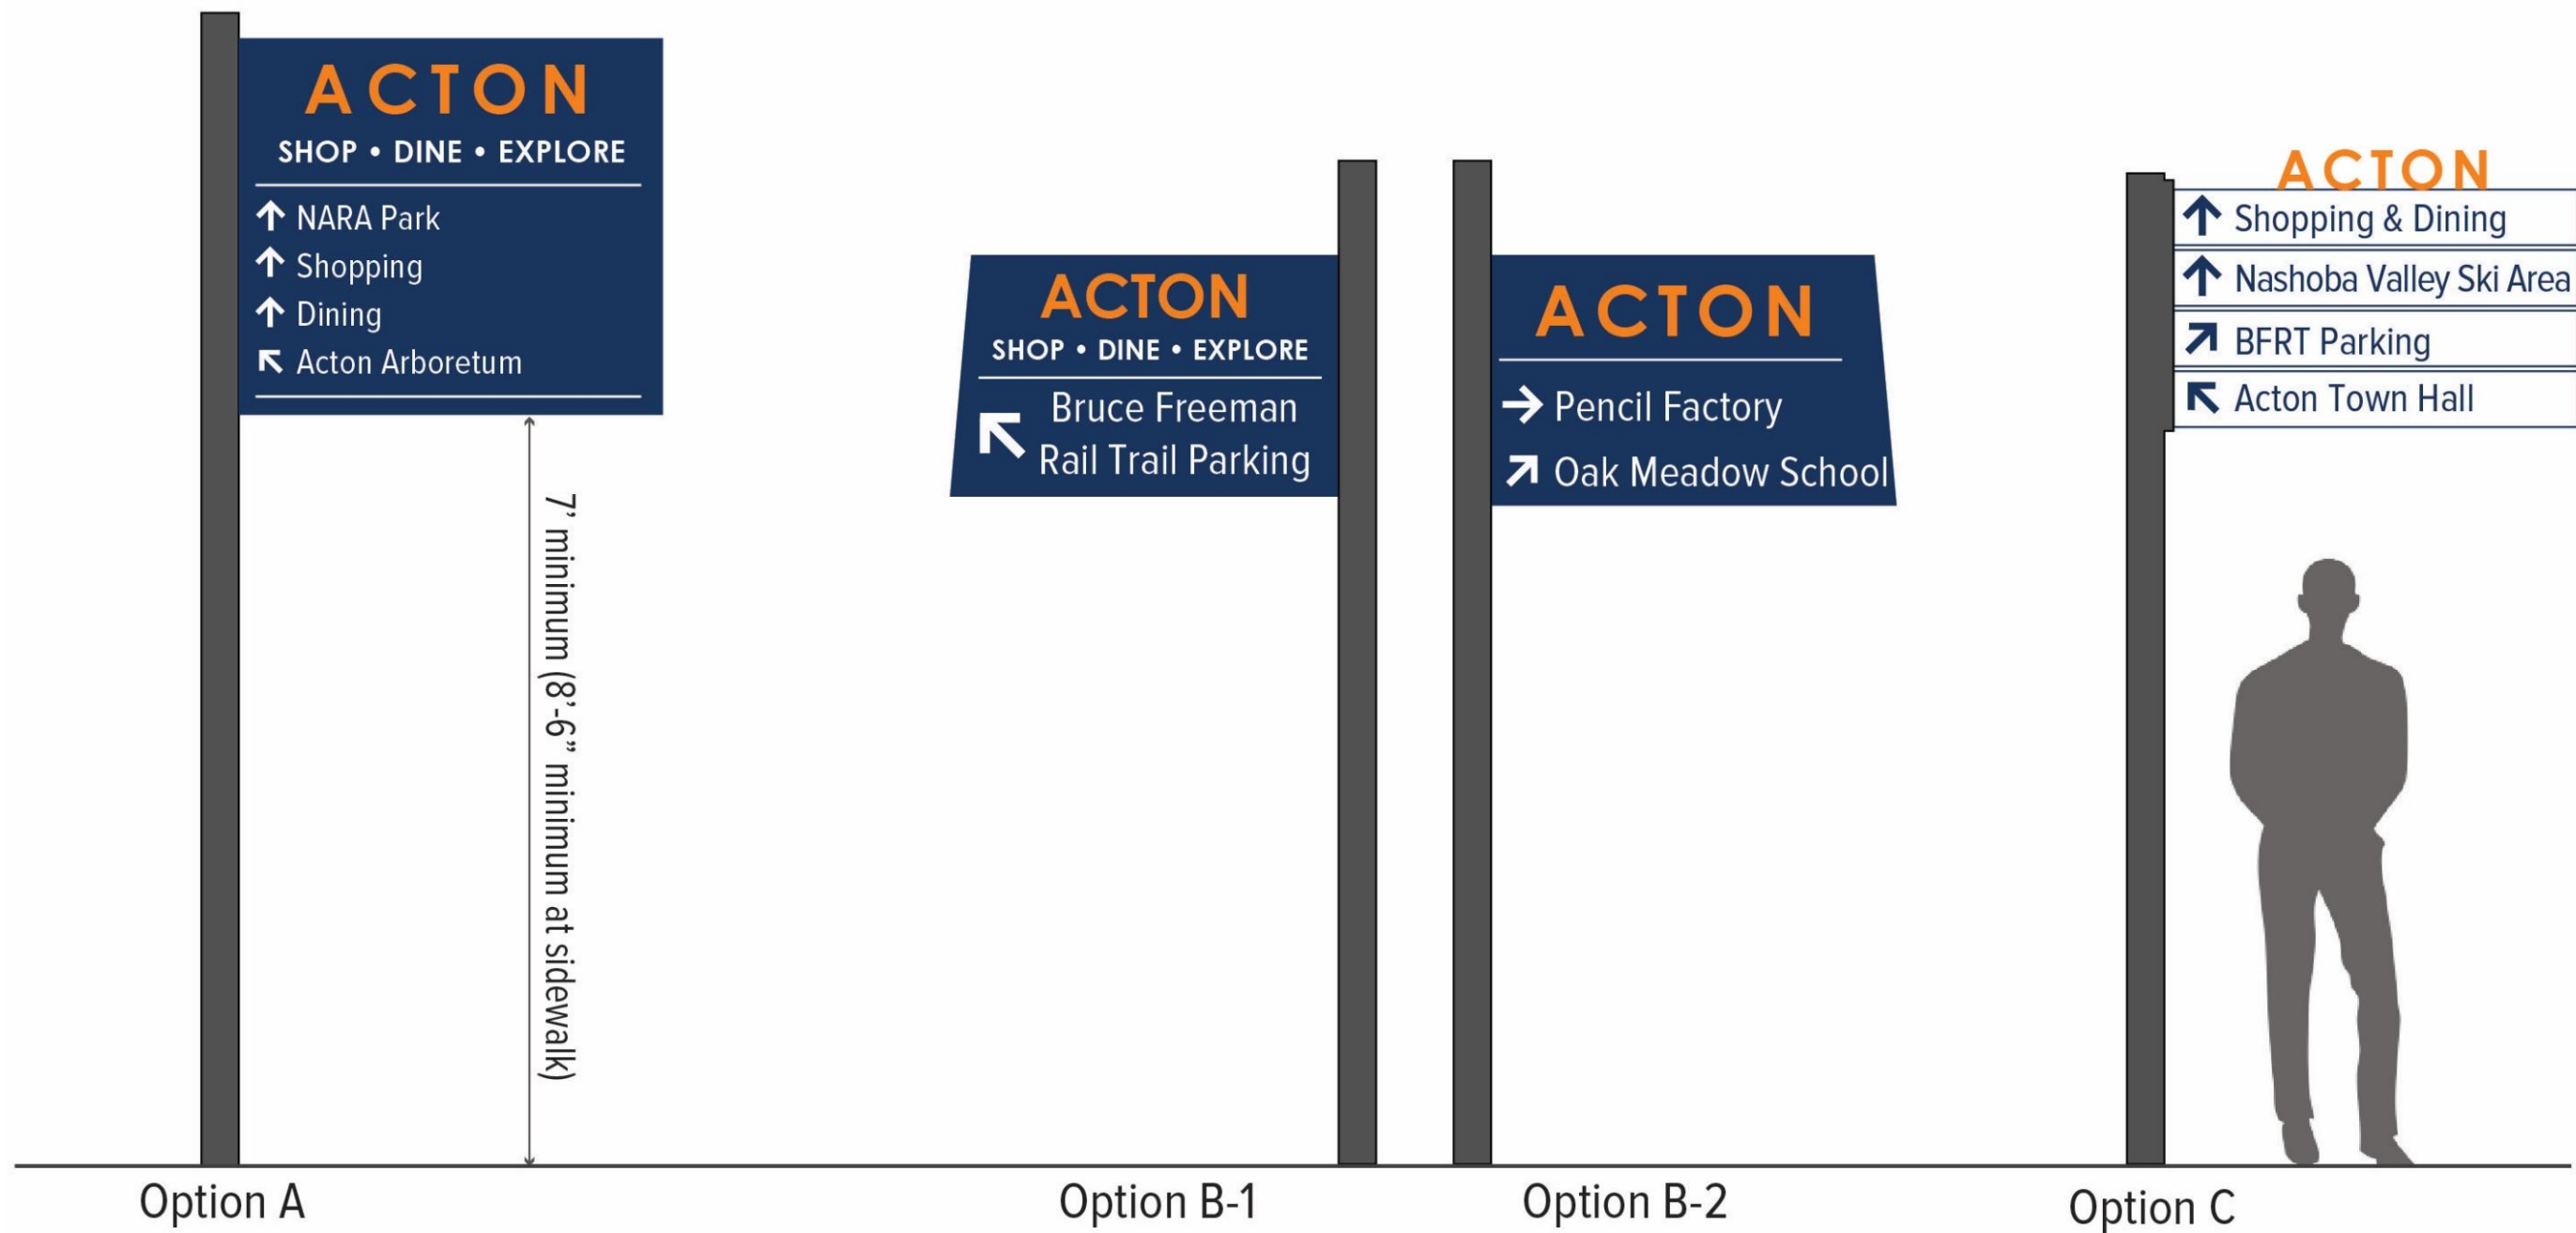 ACTON
SHOP • DINE • EXPLORE
↑ NARA Park
↑ Shopping
↑ Dining
↖ Acton Arboretum
7’ minimum (8’-6” minimum at sidewalk)
Option A
ACTON
SHOP • DINE • EXPLORE
↖ Bruce Freeman
Rail Trail Parking
Option B-1
ACTON
→ Pencil Factory
↗ Oak Meadow School
Option B-2
ACTON
↑ Shopping & Dining
↑ Nashoba Valley Ski Area
↗ BFRT Parking
↖ Acton Town Hall
Option C